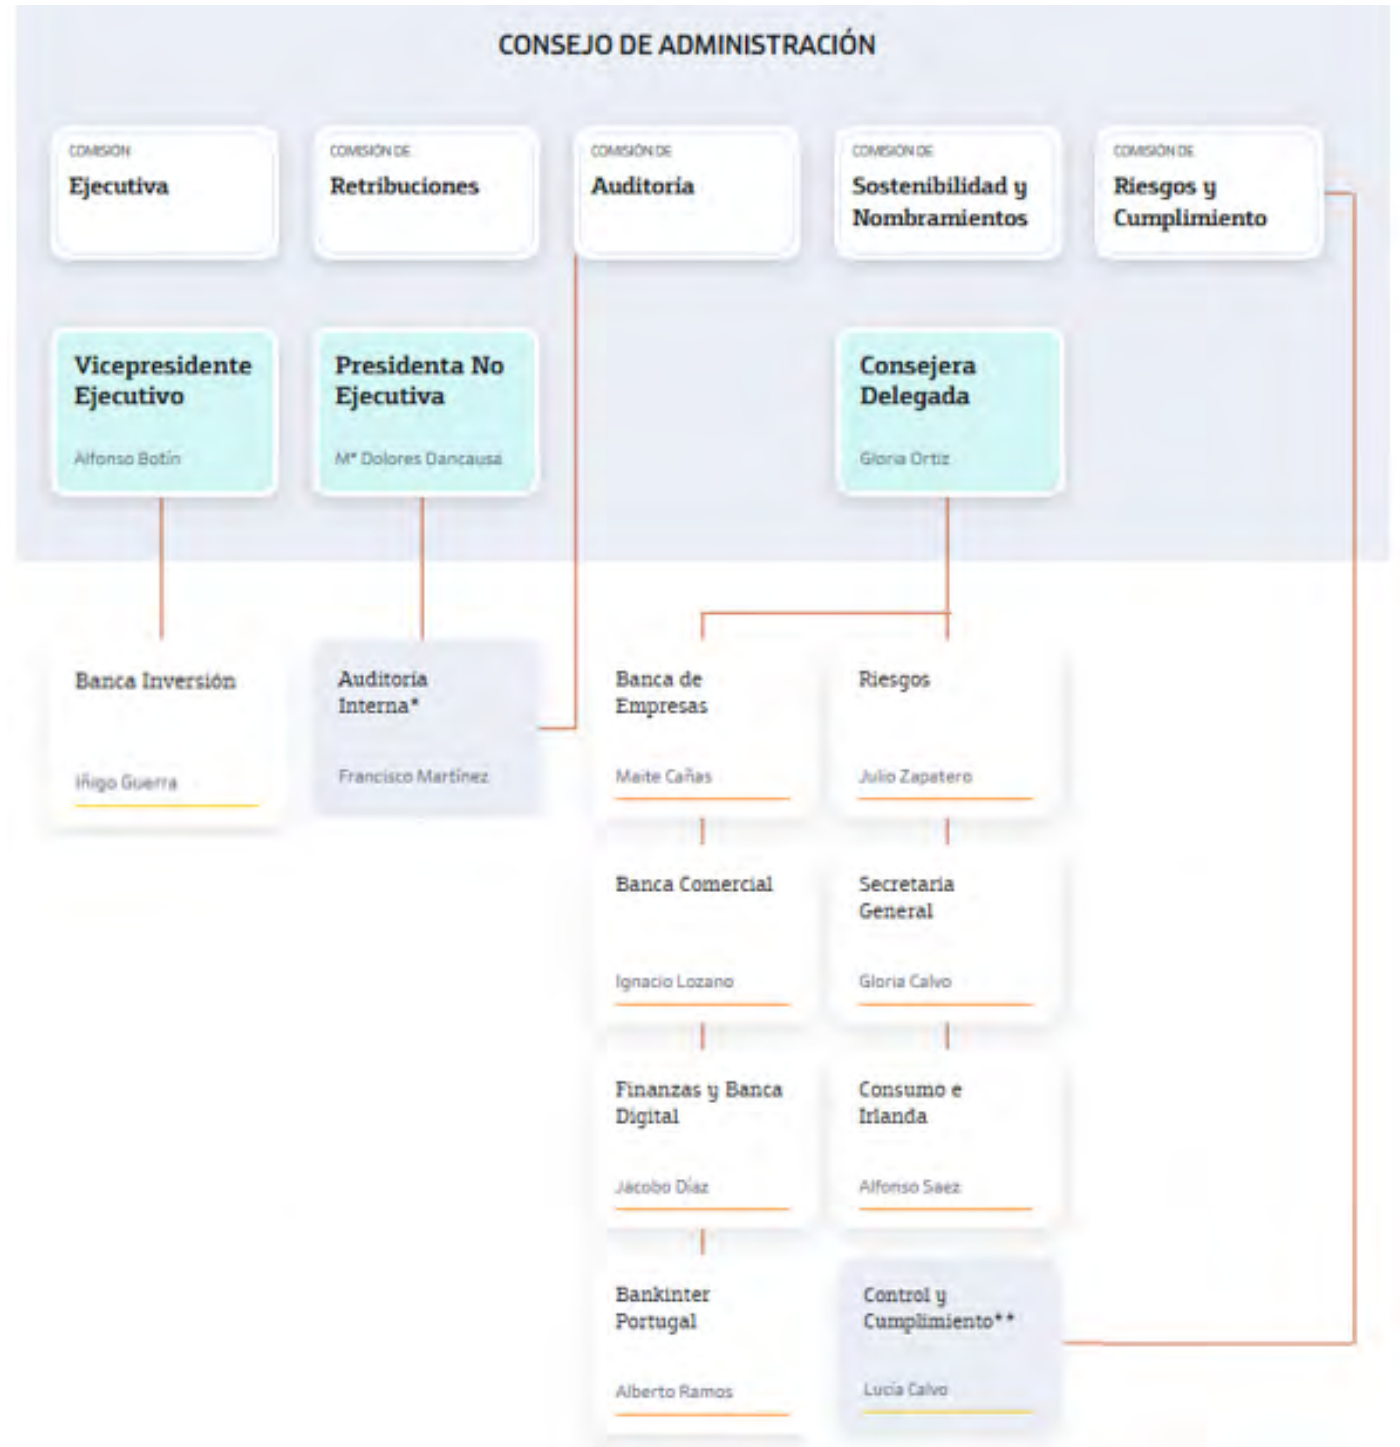 CONSEJO DE ADMINISTRACIÓN
COMISIÓN
Ejecutiva
COMISIÓN DE
Retribuciones
COMISIÓN DE
Auditoría
COMISIÓN DE
Sostenibilidad y
Nombramientos
COMISIÓN DE
Riesgos y
Cumplimiento
Vicepresidente
Ejecutivo
Alfonso Botín
Presidenta No
Ejecutiva
Mª Dolores Dancausa
Consejera
Delegada
Gloria Ortiz
Banca Inversión
Iñigo Guerra
Auditoría
Interna*
Francisco Martínez
Banca de
Empresas
Maite Cañas
Riesgos
Julio Zapatero
Banca Comercial
Ignacio Lozano
Secretaría
General
Gloria Calvo
Finanzas y Banca
Digital
Jacobo Díaz
Consumo e
Irlanda
Alfonso Saez
Bankinter
Portugal
Alberto Ramos
Control y
Cumplimiento**
Lucía Calvo